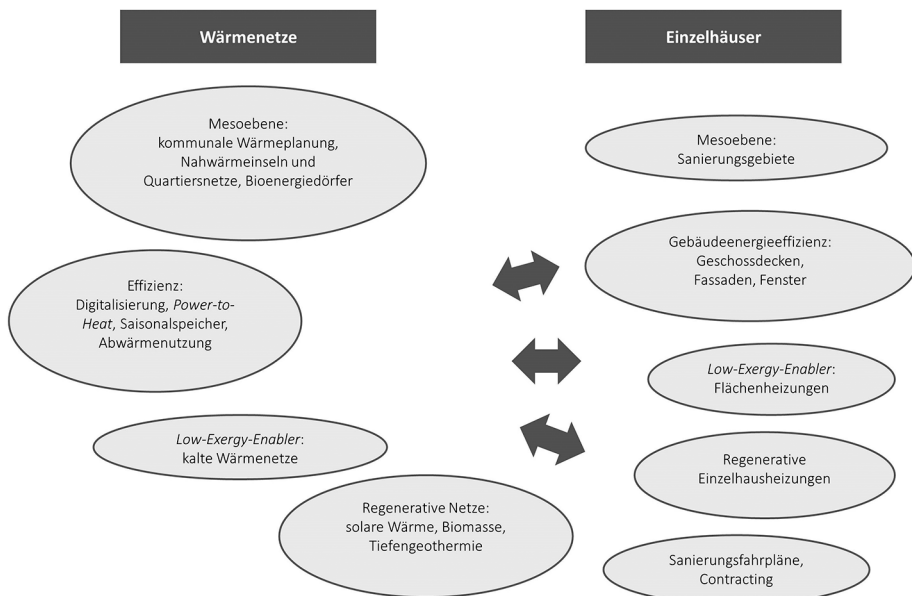 Wärmenetze
Mesoebene:
kommunale Wärmeplanung,
Nahwärmeinseln und
Quartiersnetze, Bioenergiedörfer
Effizienz:
Digitalisierung, Power-to-
Heat, Saisonalspeicher,
Abwärmenutzung
Low-Exergy-Enabler:
kalte Wärmenetze
Regenerative Netze:
solare Wärme, Biomasse,
Tiefengeothermie
Einzelhäuser
Mesoebene:
Sanierungsgebiete
Gebäudeenergieeffizienz:
Geschossdecken,
Fassaden, Fenster
Low-Exergy-Enabler:
Flächenheizungen
Regenerative
Einzelhausheizungen
Sanierungsfahrpläne,
Contracting